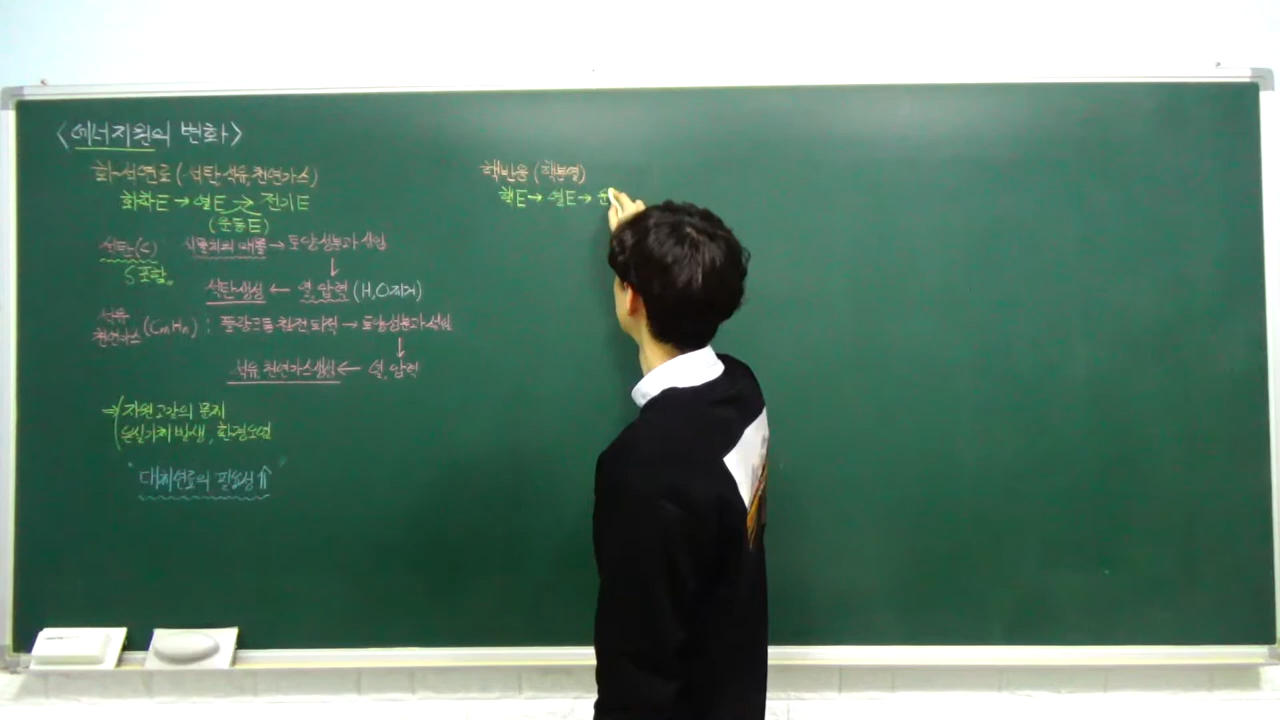 <에너지원의 변화>
화석연료 (석탄, 석유, 천연가스)
화학E → 열E → 전기E
(운동E)
석탄(C) 식물체의 매몰 → 토양성분과 섞임
S포함. ↓
석탄생성 ← 열, 압력 (H, O제거)
석유
천연가스 (CmHn) : 플랑크톤 침전 퇴적 → 토양성분과 섞임
↓
석유, 천연가스생성 ← 열, 압력
⇒ 자원고갈의 문제
온실기체 발생, 환경오염
"대체연료의 필요성⇑"
핵반응 (핵분열)
핵E → 열E → 운